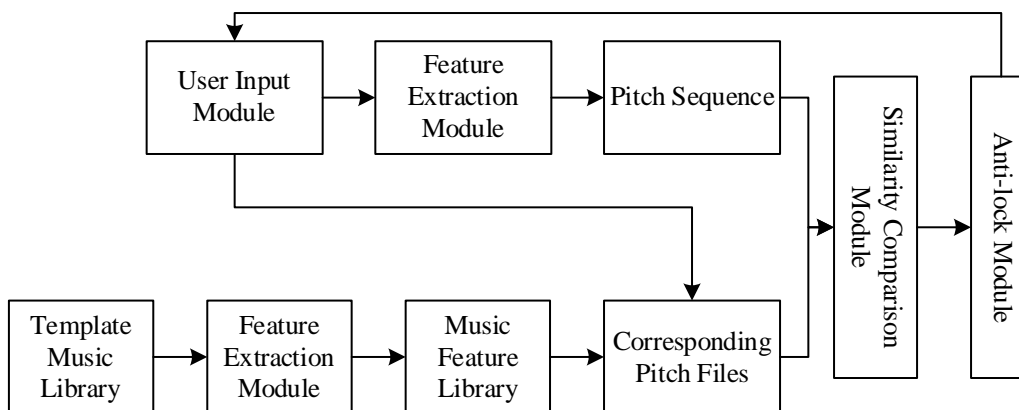 User Input
Module
Feature
Extraction
Module
Pitch Sequence
Similarity Comparison
Module
Anti-lock Module
Template
Music
Library
Feature
Extraction
Module
Music
Feature
Library
Corresponding
Pitch Files